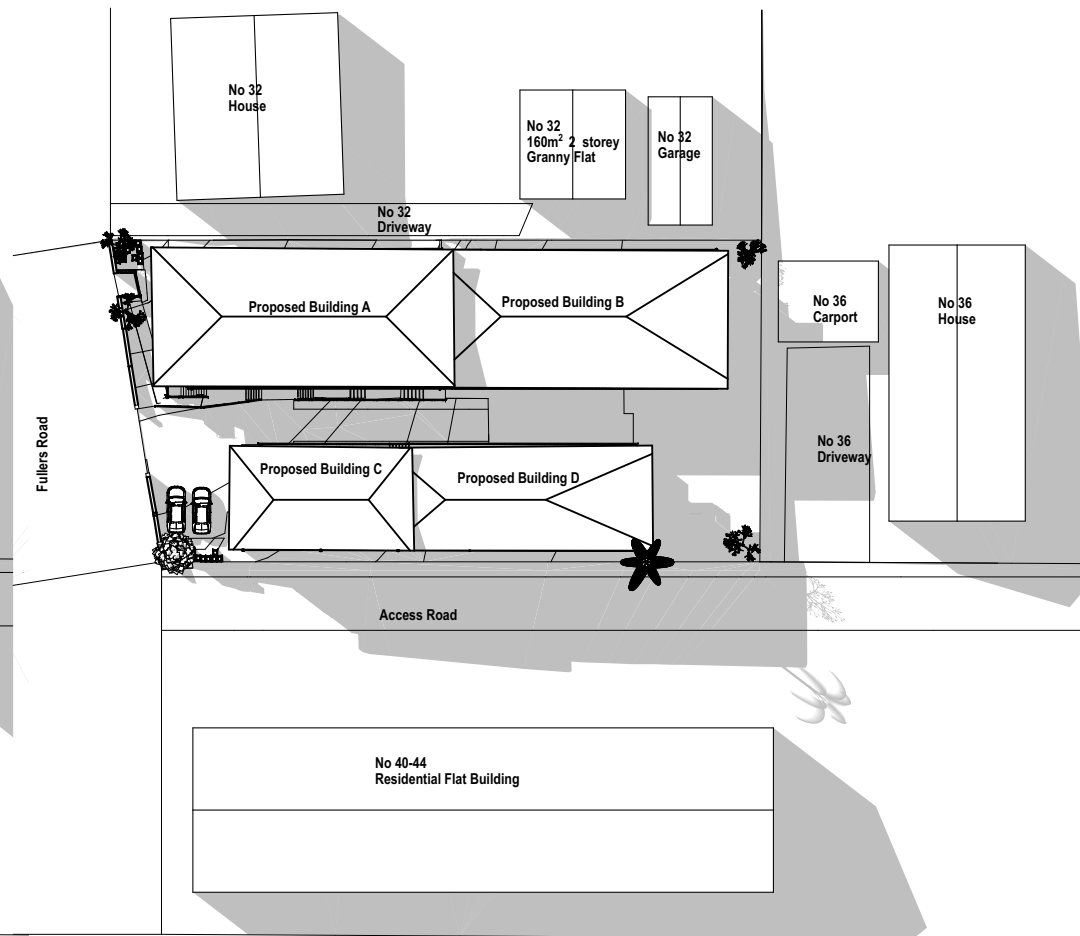 No 32
House
No 32
160m² 2 storey
Granny Flat
No 32
Garage
No 32
Driveway
Proposed Building A
Proposed Building B
No 36
Carport
No 36
House
Fullers Road
No 36
Driveway
Proposed Building C
Proposed Building D
Access Road
No 40-44
Residential Flat Building